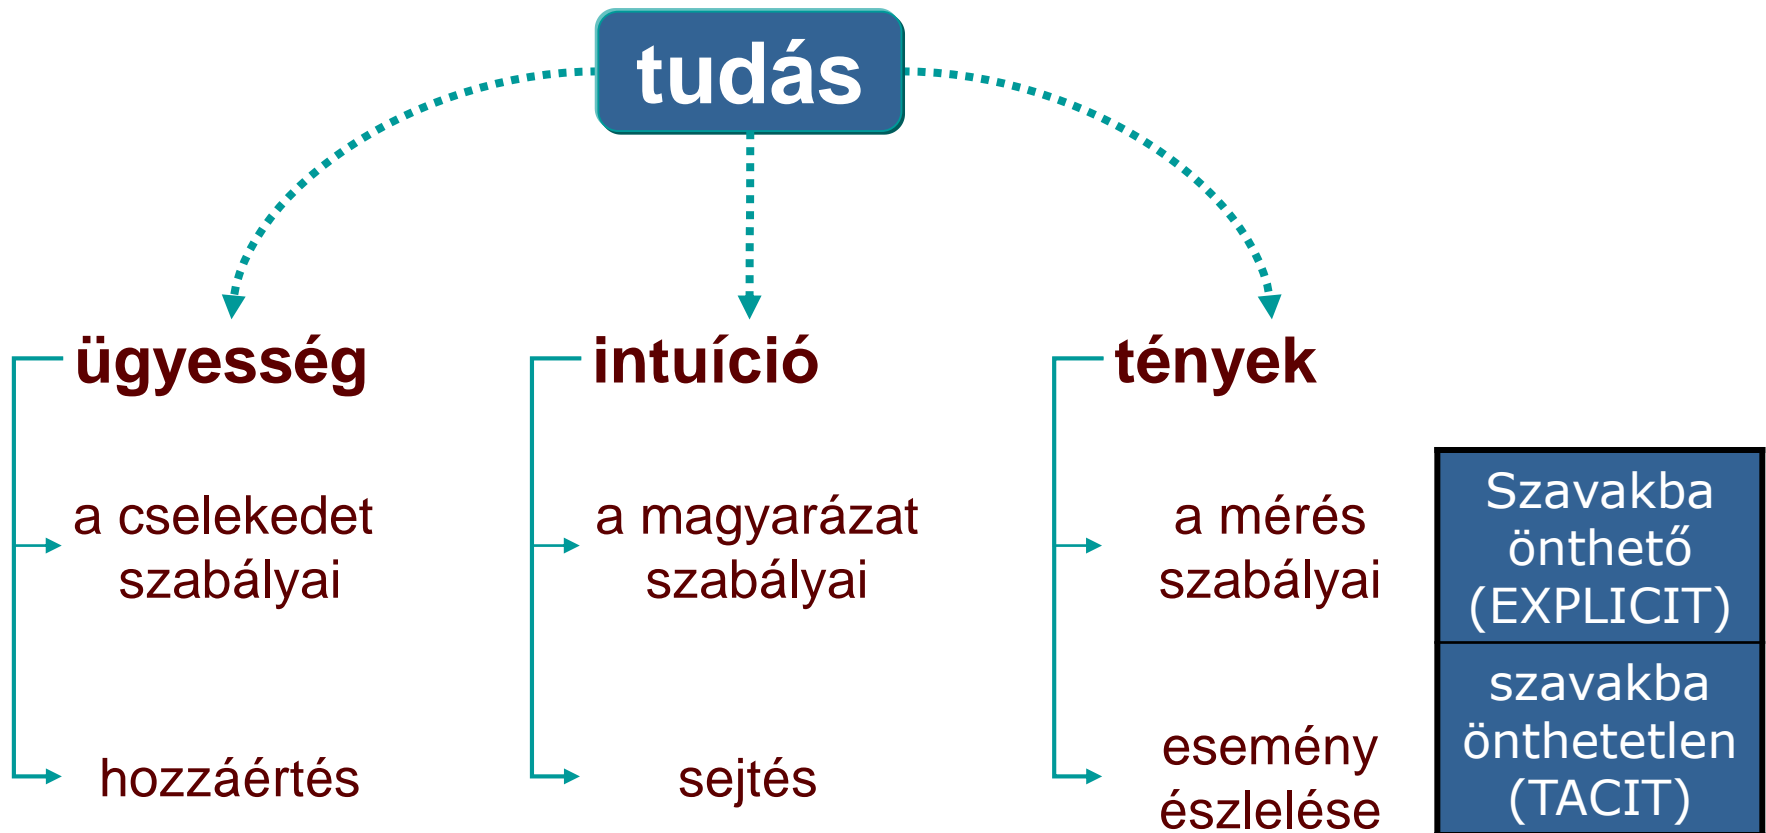 tudás
ügyesség
intuíció
tények
a cselekedet
szabályai
a magyarázat
szabályai
a mérés
szabályai
Szavakba
önthető
(EXPLICIT)
hozzáértés
sejtés
esemény
észlelése
szavakba
önthetetlen
(TACIT)